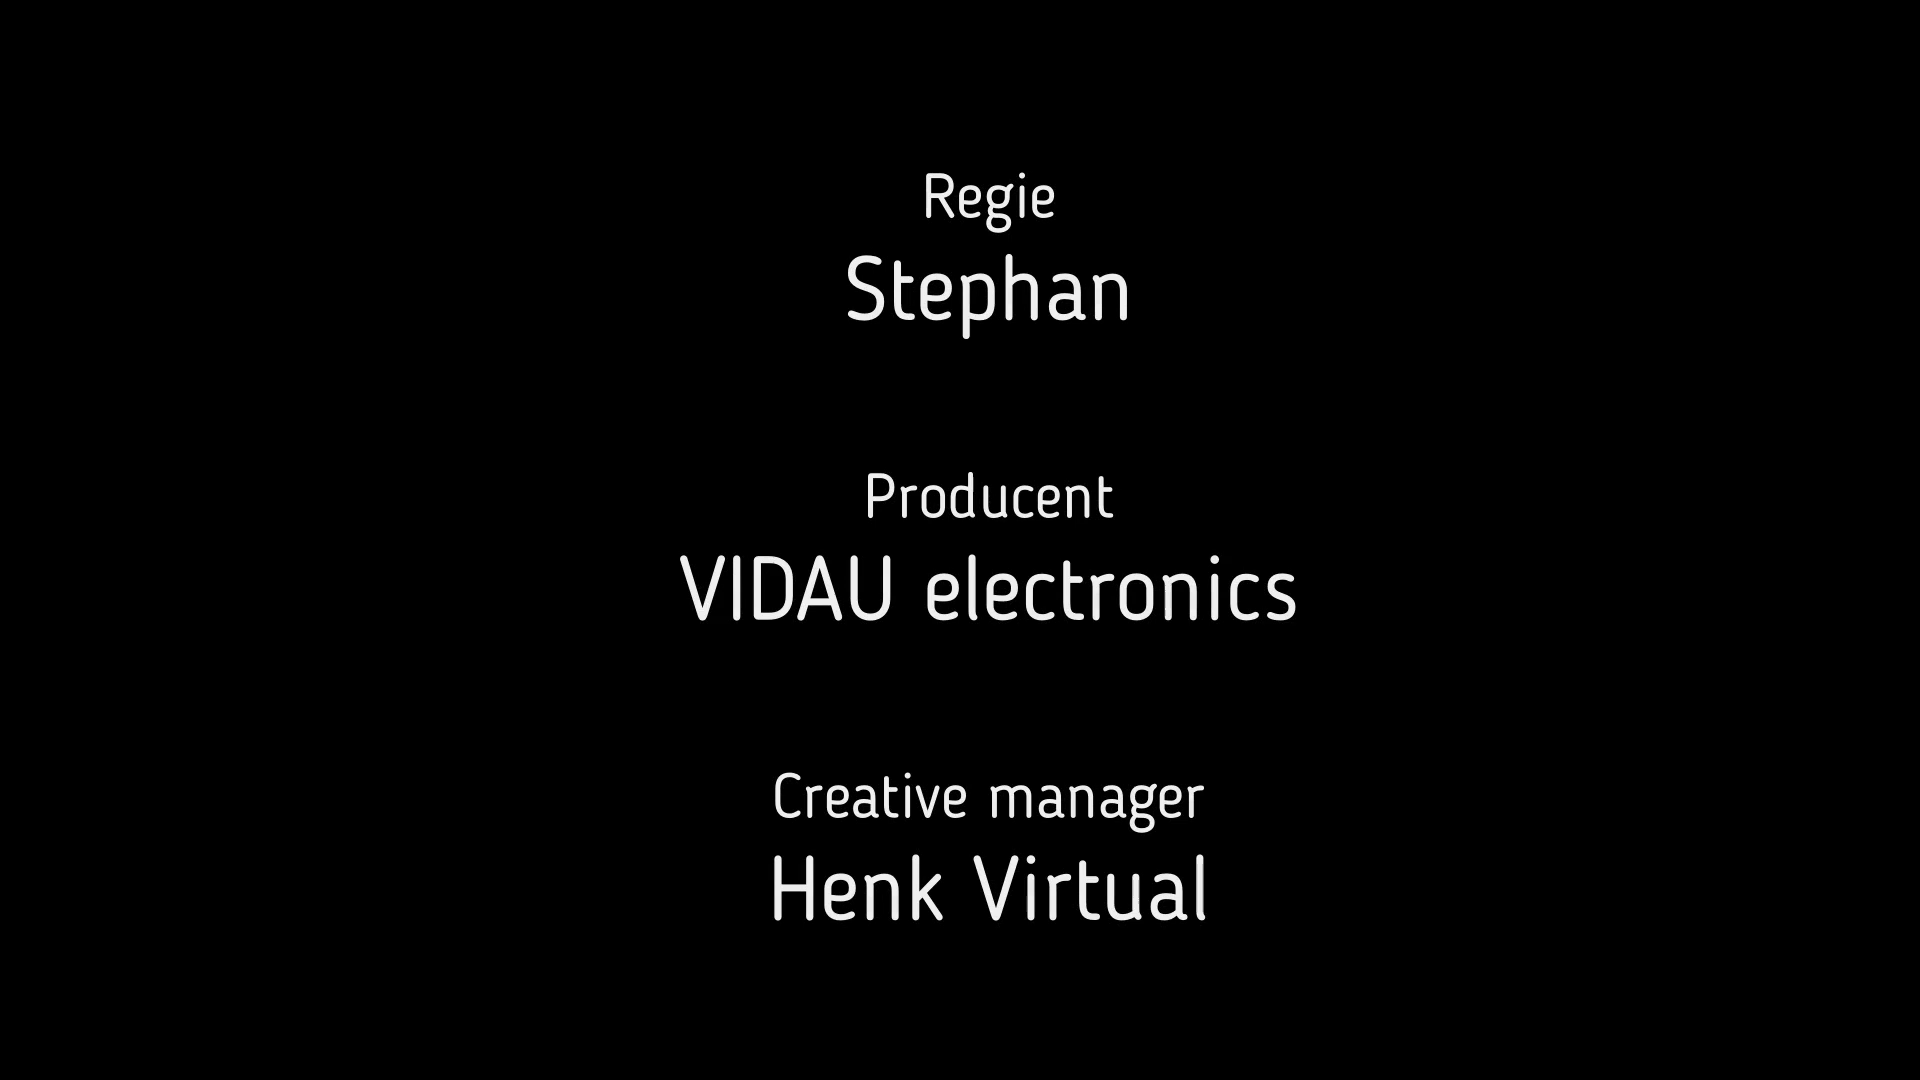 Regie
Stephan
Producent
VIDAU electronics
Creative manager
Henk Virtual